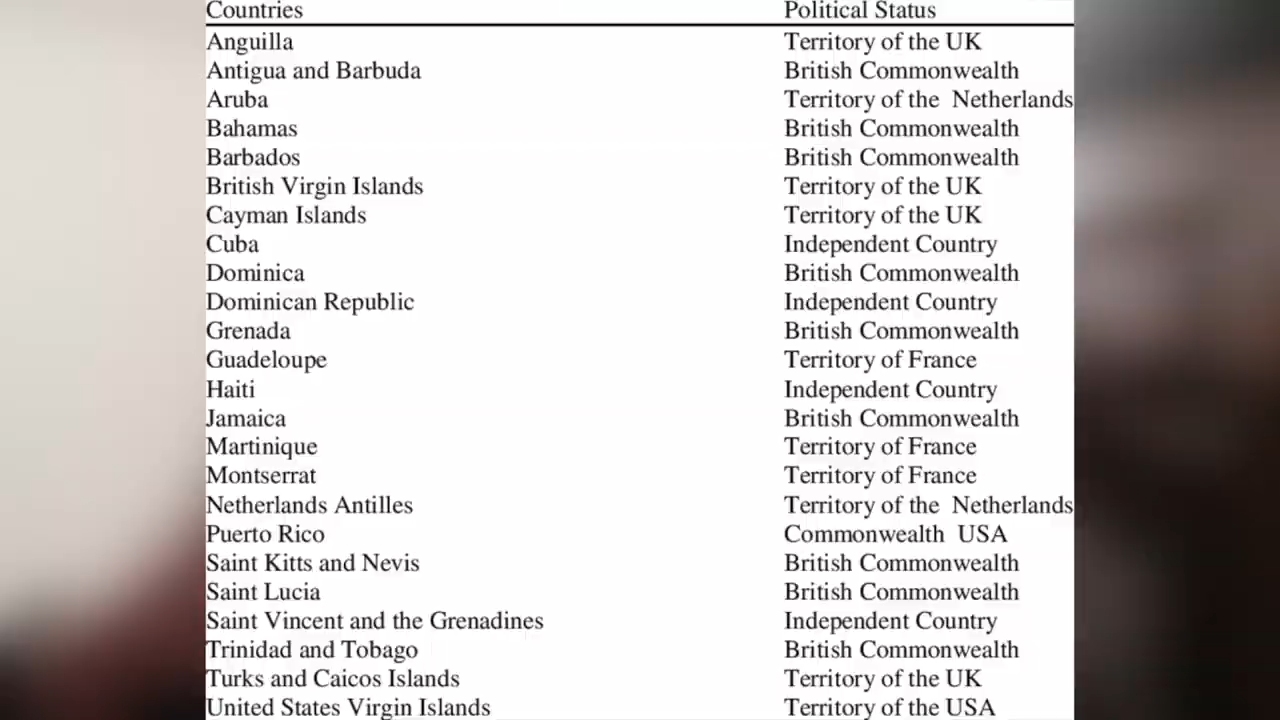 Countries Political Status
Anguilla Territory of the UK
Antigua and Barbuda British Commonwealth
Aruba Territory of the Netherlands
Bahamas British Commonwealth
Barbados British Commonwealth
British Virgin Islands Territory of the UK
Cayman Islands Territory of the UK
Cuba Independent Country
Dominica British Commonwealth
Dominican Republic Independent Country
Grenada British Commonwealth
Guadeloupe Territory of France
Haiti Independent Country
Jamaica British Commonwealth
Martinique Territory of France
Montserrat Territory of France
Netherlands Antilles Territory of the Netherlands
Puerto Rico Commonwealth USA
Saint Kitts and Nevis British Commonwealth
Saint Lucia British Commonwealth
Saint Vincent and the Grenadines Independent Country
Trinidad and Tobago British Commonwealth
Turks and Caicos Islands Territory of the UK
United States Virgin Islands Territory of the USA